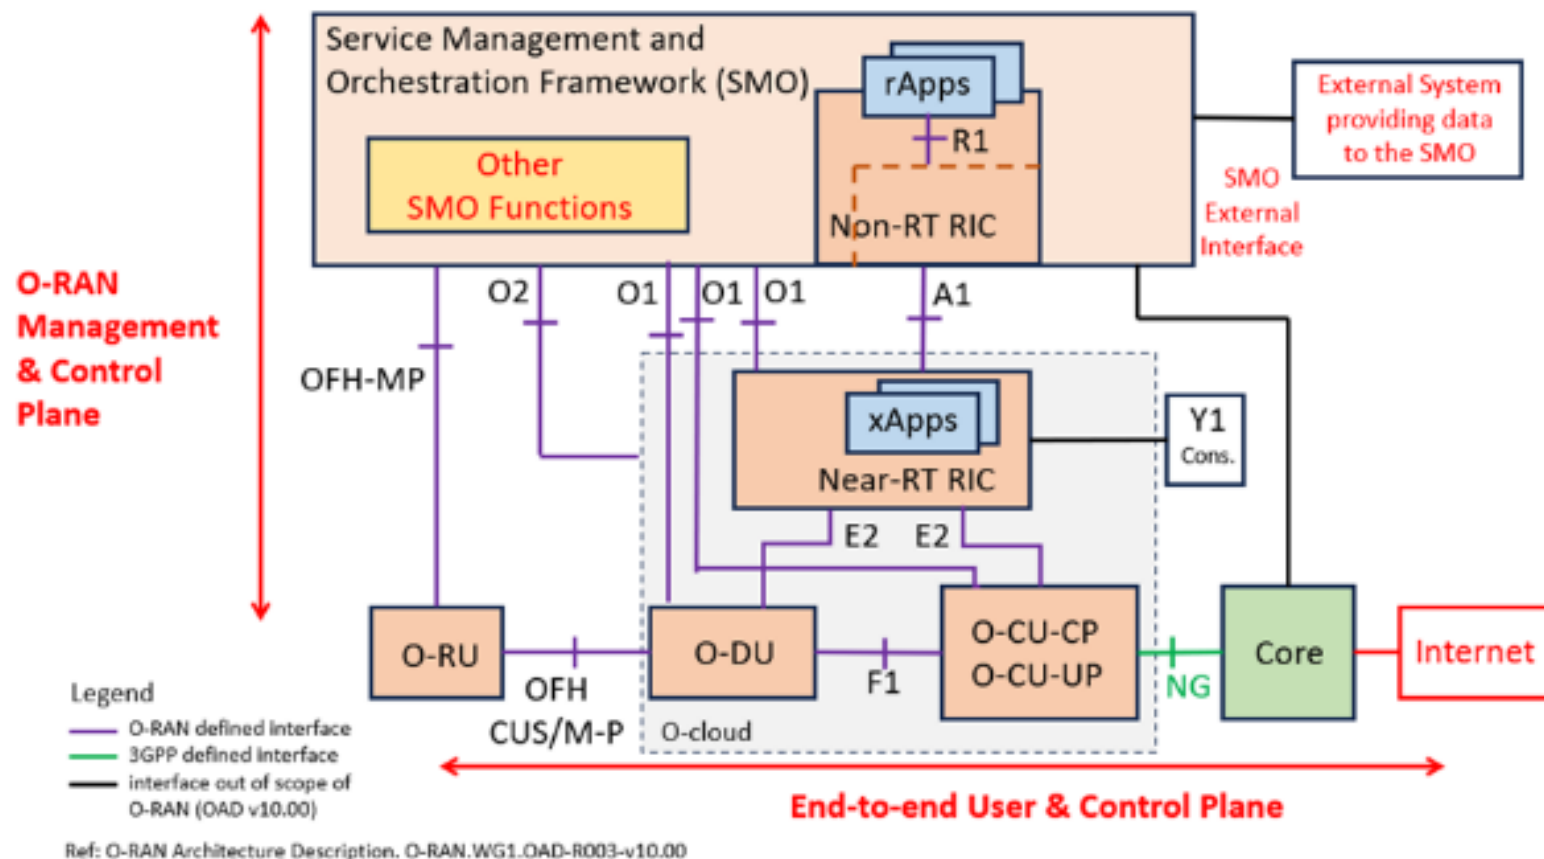 Service Management and
Orchestration Framework (SMO)
rApps
R1
Non-RT RIC
Other
SMO Functions
External System
providing data
to the SMO
SMO
External
Interface
O-RAN
Management
& Control
Plane
OFH-MP
O2
O1
O1
O1
A1
xApps
Near-RT RIC
Y1
Cons.
E2
E2
O-RU
OFH
CUS/M-P
O-DU
F1
O-CU-CP
O-CU-UP
NG
Core
Internet
O-cloud
Legend
O-RAN defined interface
3GPP defined interface
interface out of scope of
O-RAN (OAD v10.00)
End-to-end User & Control Plane
Ref: O-RAN Architecture Description. O-RAN.WG1.OAD-R003-v10.00